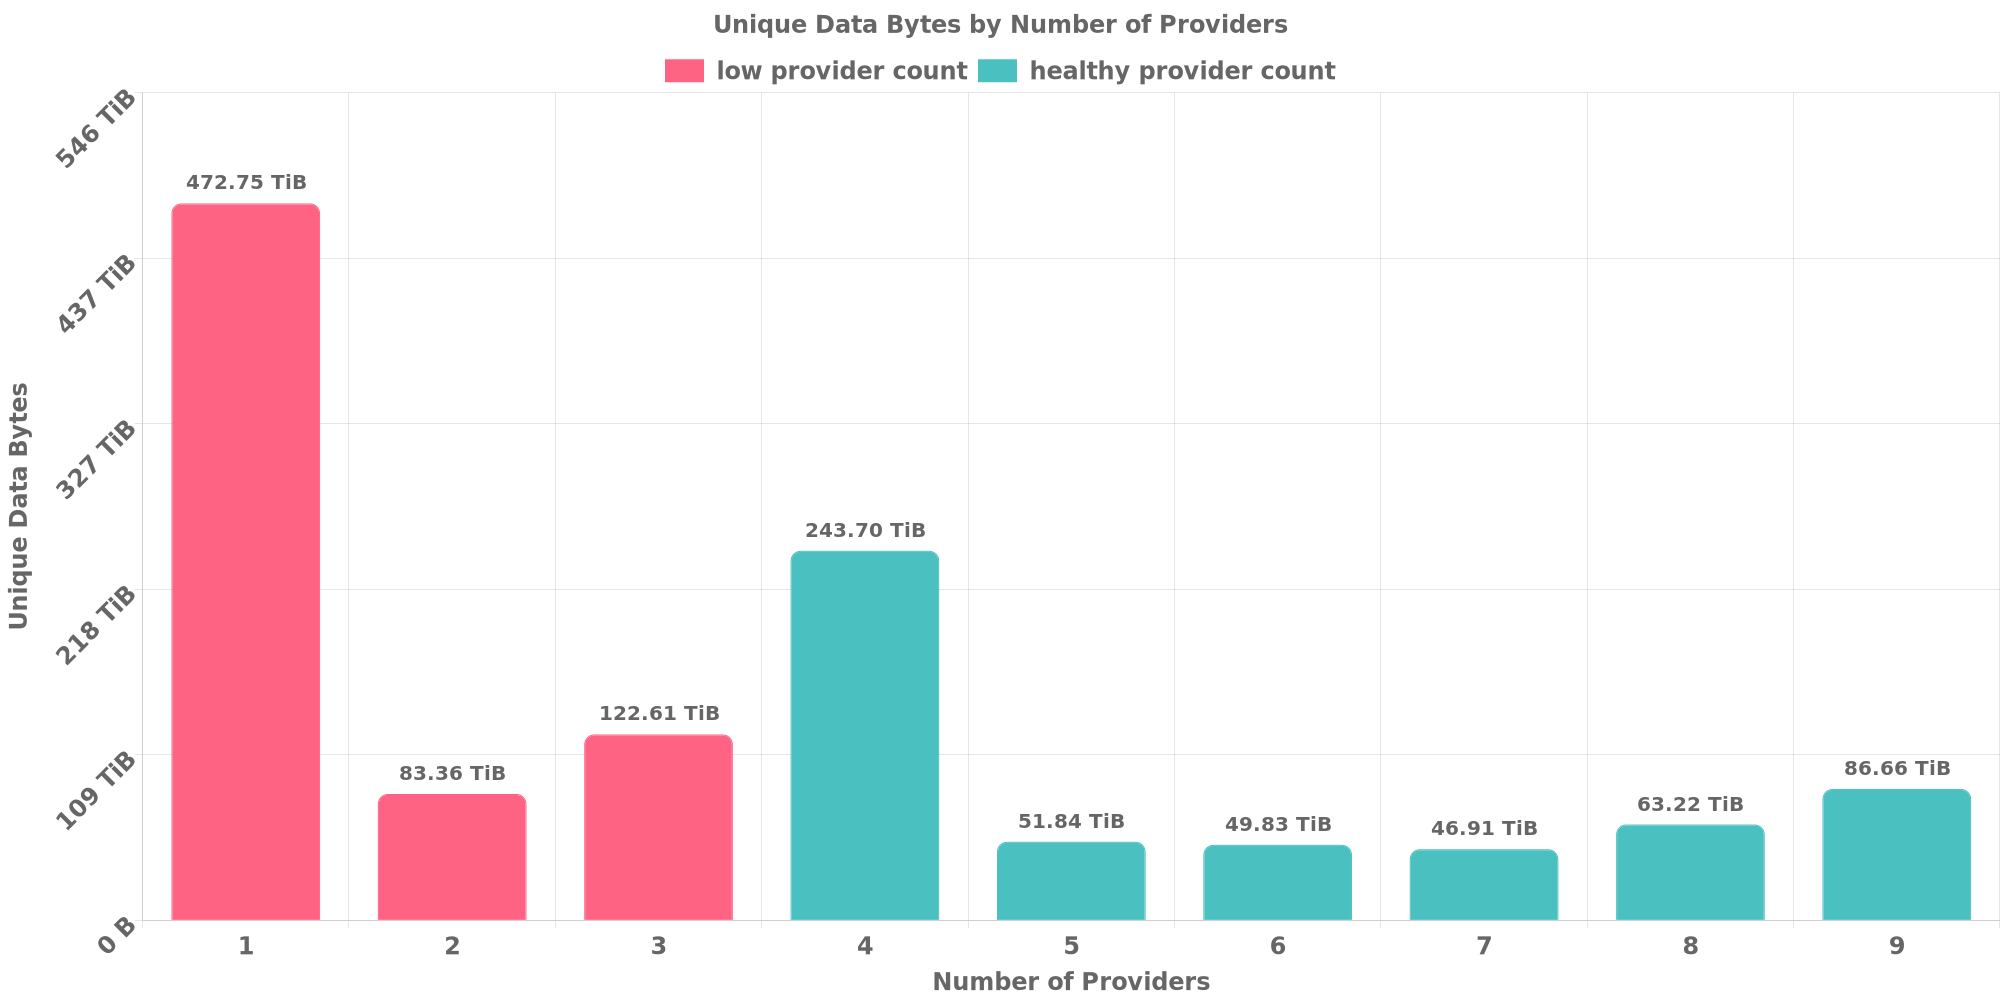 Unique Data Bytes by Number of Providers
low provider count healthy provider count
546 TiB
437 TiB
327 TiB
218 TiB
109 TiB
0 B
Unique Data Bytes
472.75 TiB
83.36 TiB
122.61 TiB
243.70 TiB
51.84 TiB
49.83 TiB
46.91 TiB
63.22 TiB
86.66 TiB
1 2 3 4 5 6 7 8 9
Number of Providers